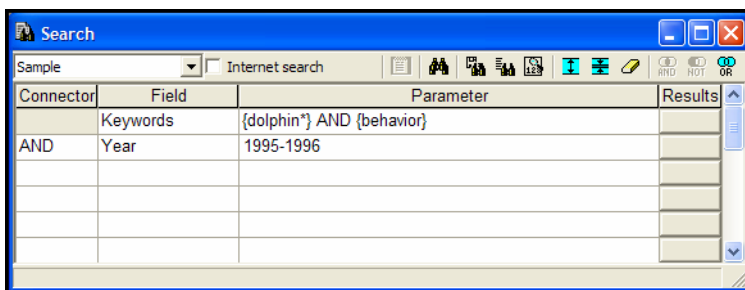 Search
Sample Internet search AND NOT OR
Connector Field Parameter Results
Keywords {dolphin*} AND {behavior}
AND Year 1995-1996